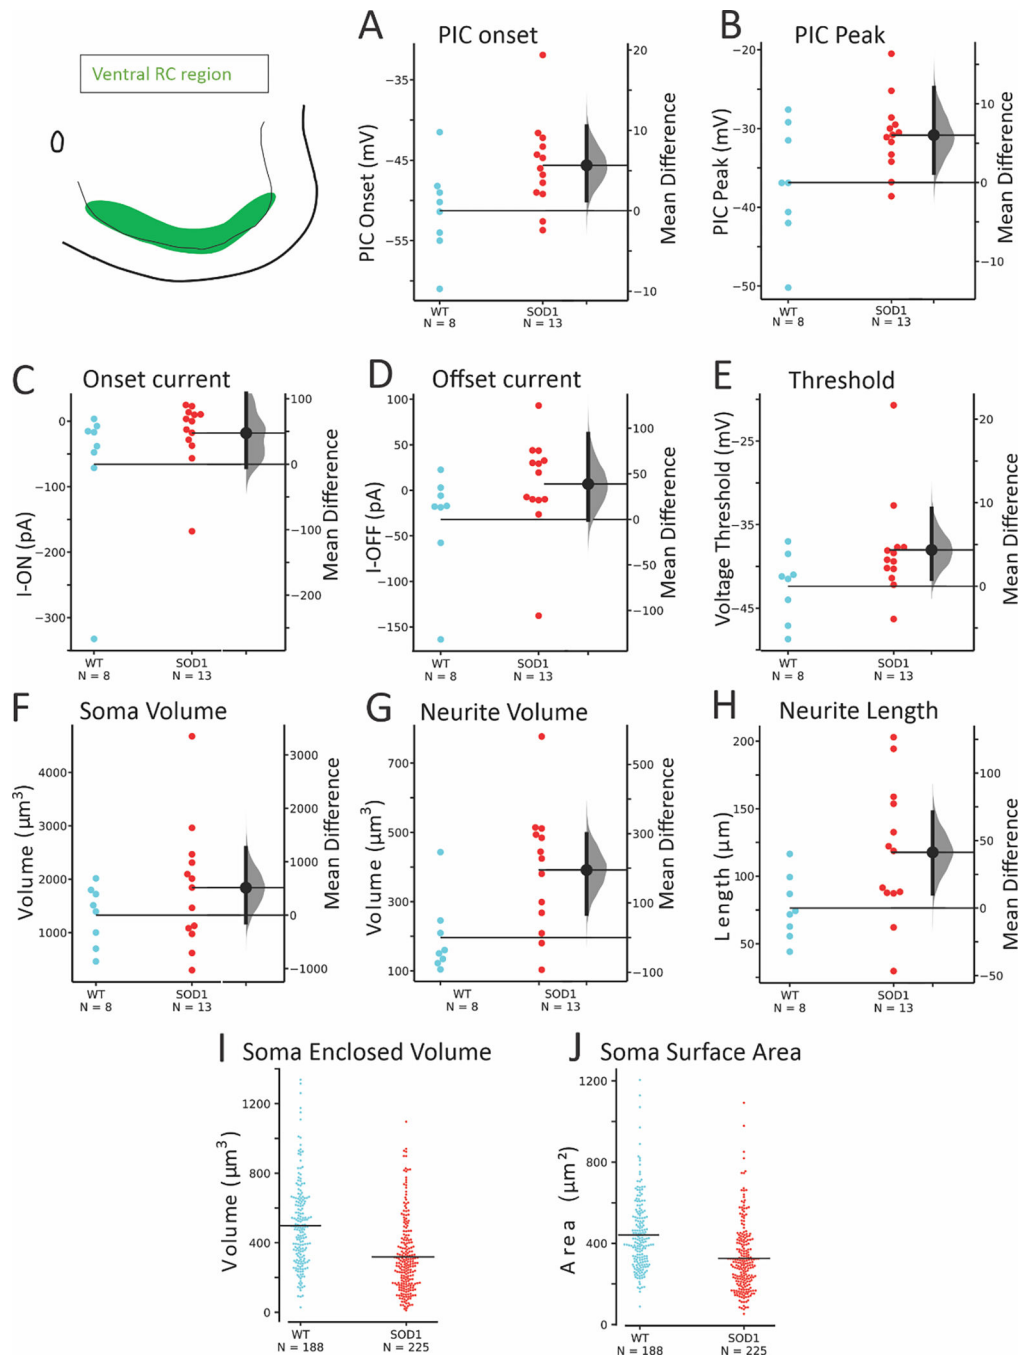 Ventral RC region
A PIC onset
PIC Onset (mV)
−35
−45
−55
20
10
0
−10
Mean Difference
WT
N = 8
SOD1
N = 13
B PIC Peak
PIC Peak (mV)
−20
−30
−40
−50
10
0
−10
Mean Difference
WT
N = 8
SOD1
N = 13
C Onset current
I-ON (pA)
0
−100
−200
−300
100
0
−100
−200
Mean Difference
WT
N = 8
SOD1
N = 13
D Offset current
I-OFF (pA)
100
50
0
−50
−100
−150
100
50
0
−50
−100
Mean Difference
WT
N = 8
SOD1
N = 13
E Threshold
Voltage Threshold (mV)
−25
−35
−45
20
10
0
Mean Difference
WT
N = 8
SOD1
N = 13
F Soma Volume
Volume (µm³)
4000
3000
2000
1000
3000
2000
1000
0
−1000
Mean Difference
WT
N = 8
SOD1
N = 13
G Neurite Volume
Volume (µm³)
700
500
300
100
500
300
100
−100
Mean Difference
WT
N = 8
SOD1
N = 13
H Neurite Length
Length (µm)
200
150
100
50
100
50
0
−50
Mean Difference
WT
N = 8
SOD1
N = 13
I Soma Enclosed Volume
Volume (µm³)
1200
800
400
0
WT
N = 188
SOD1
N = 225
J Soma Surface Area
Area (µm²)
1200
800
400
0
WT
N = 188
SOD1
N = 225